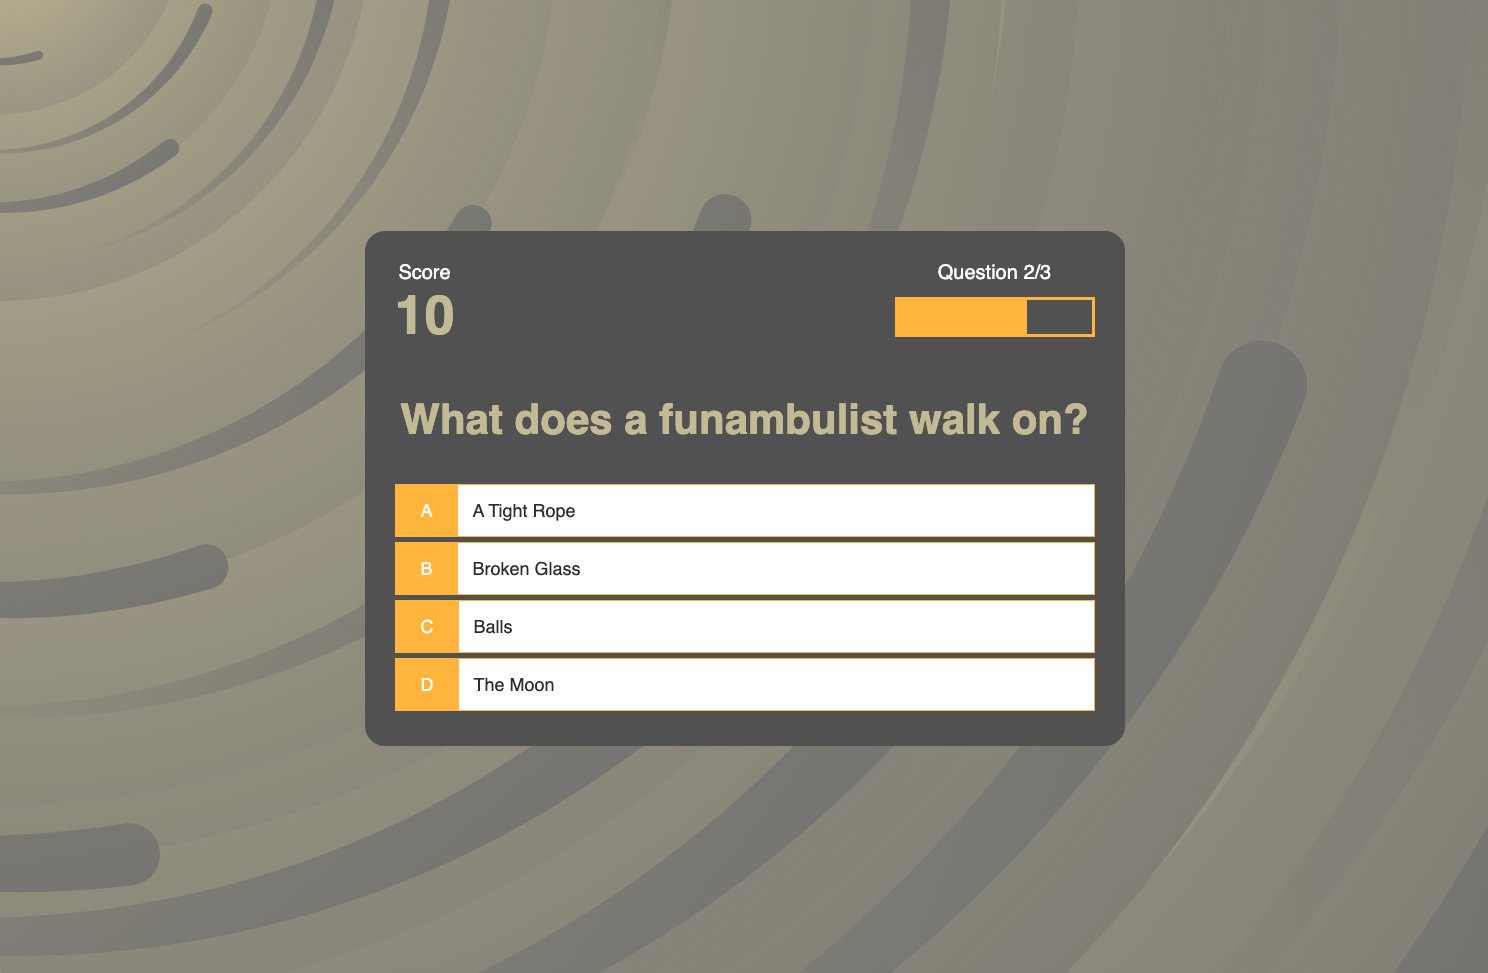 Score
10
Question 2/3
What does a funambulist walk on?
A A Tight Rope
B Broken Glass
C Balls
D The Moon